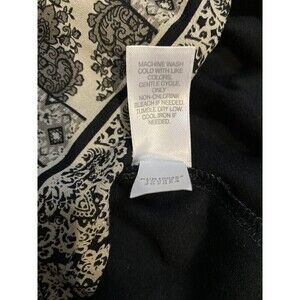 MACHINE WASH
COLD WITH LIKE
COLORS,
GENTLE CYCLE,
ONLY
NON-CHLORINE
BLEACH IF NEEDED,
TUMBLE DRY LOW,
COOL IRON IF
NEEDED